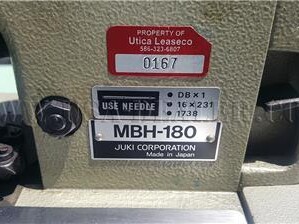 PROPERTY OF
Utica Leaseco
586-323-6807
0167
USE NEEDLE
• DB×1
• 16×231
• 1738
MBH-180
JUKI CORPORATION
Made in Japan